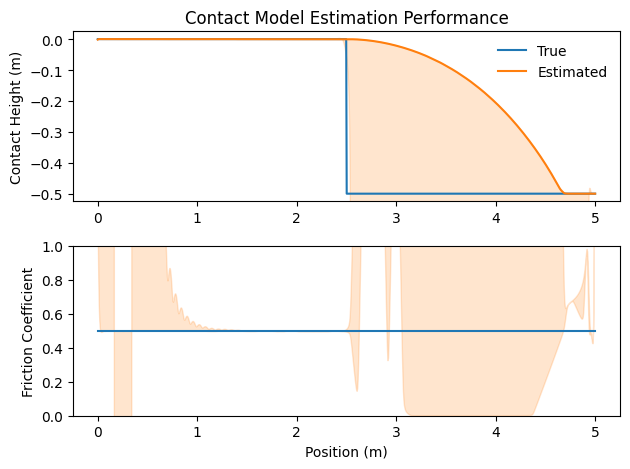 Contact Model Estimation Performance
Contact Height (m)
0.0
−0.1
−0.2
−0.3
−0.4
−0.5
True
Estimated
0 1 2 3 4 5
Friction Coefficient
1.0
0.8
0.6
0.4
0.2
0.0
0 1 2 3 4 5
Position (m)